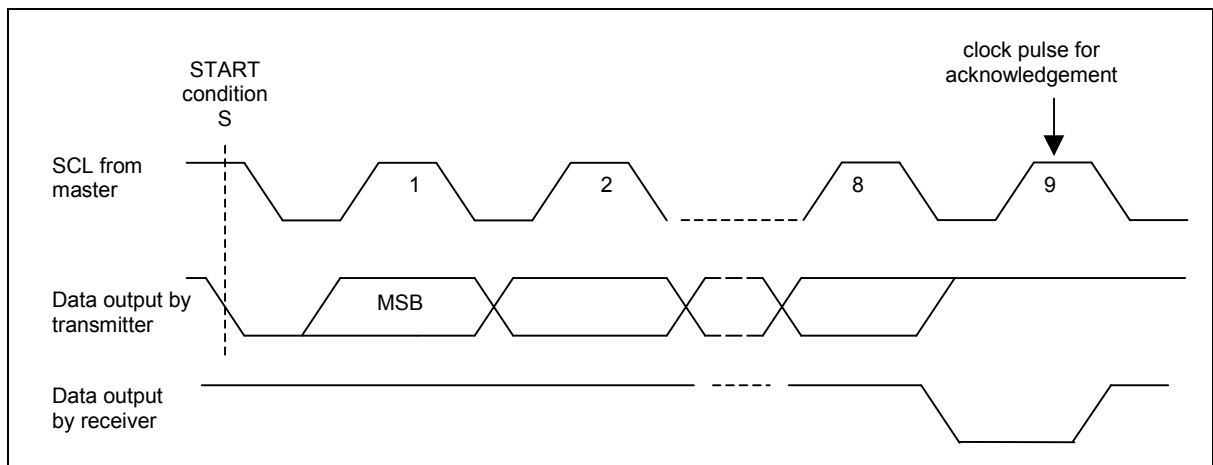 START
condition
S
clock pulse for
acknowledgement
SCL from
master
1
2
8
9
Data output by
transmitter
MSB
Data output
by receiver